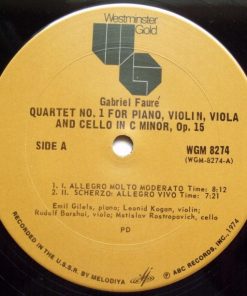 Westminster
Gold
Gabriel Fauré
QUARTET NO. 1 FOR PIANO, VIOLIN, VIOLA
AND CELLO IN C MINOR, Op. 15
SIDE A
WGM 8274
(WGM-8274-A)
1. I. ALLEGRO MOLTO MODERATO Time: 8:12
2. II. SCHERZO: ALLEGRO VIVO Time: 7:21
Emil Gilels, piano; Leonid Kogan, violin;
Rudolf Barshai, viola; Mstislav Rostropovich, cello
PD
RECORDED IN THE U.S.S.R. BY MELODIYA
Ⓟ ABC RECORDS, INC., 1974